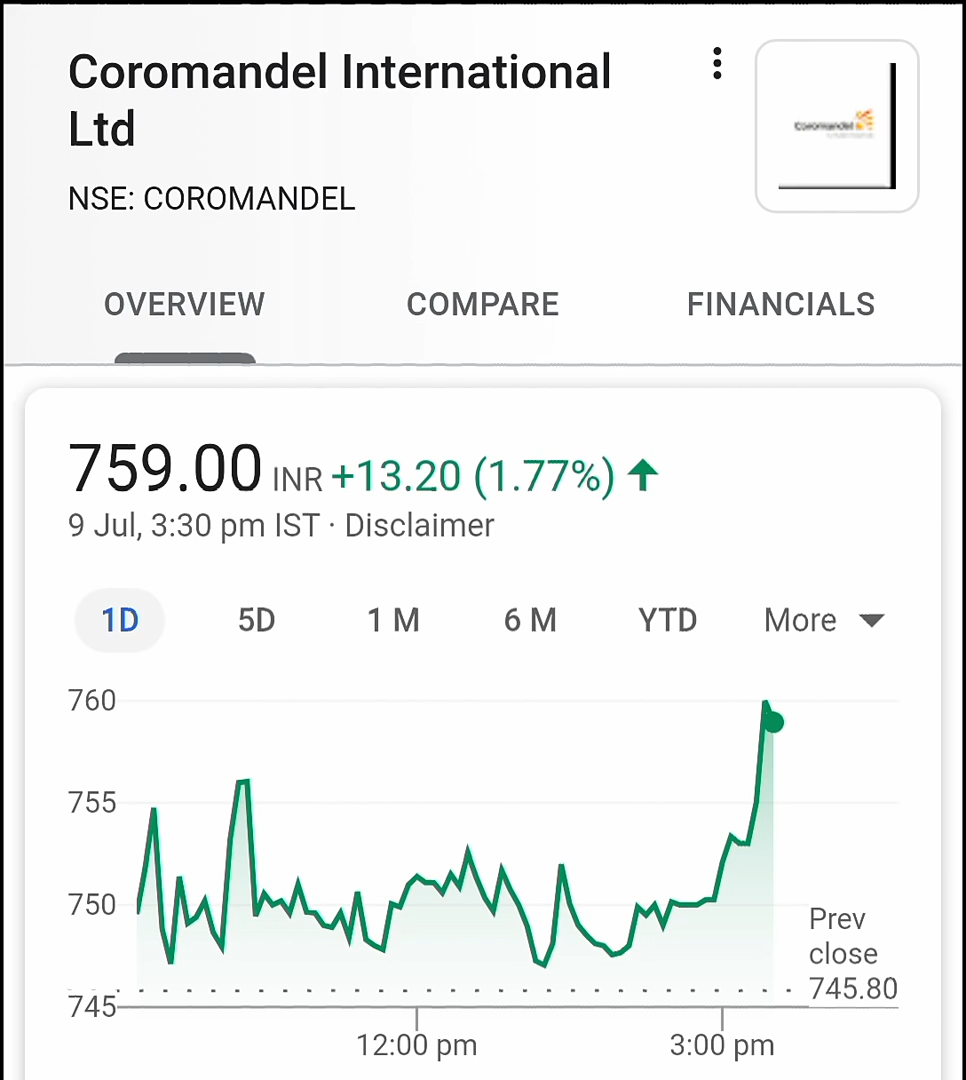 Coromandel International
Ltd
NSE: COROMANDEL
Coromandel
OVERVIEW COMPARE FINANCIALS
759.00 INR +13.20 (1.77%) ↑
9 Jul, 3:30 pm IST · Disclaimer
1D 5D 1 M 6 M YTD More
760
755
750
Prev
close
745.80
745
12:00 pm 3:00 pm